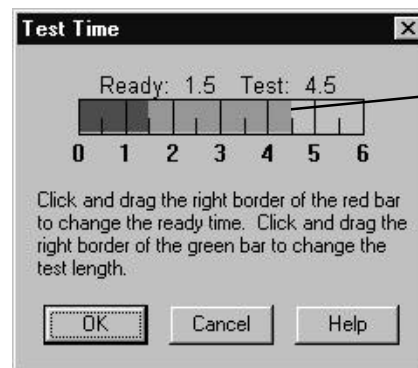 Test Time
Ready: 1.5 Test: 4.5
0 1 2 3 4 5 6
Click and drag the right border of the red bar
to change the ready time. Click and drag the
right border of the green bar to change the
test length.
OK Cancel Help